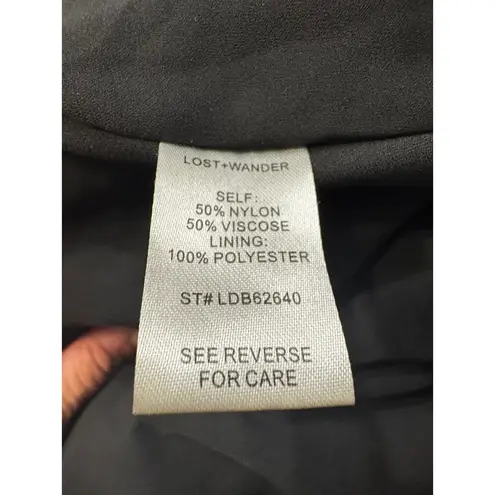 LOST+WANDER
SELF:
50% NYLON
50% VISCOSE
LINING:
100% POLYESTER
ST# LDB62640
SEE REVERSE
FOR CARE